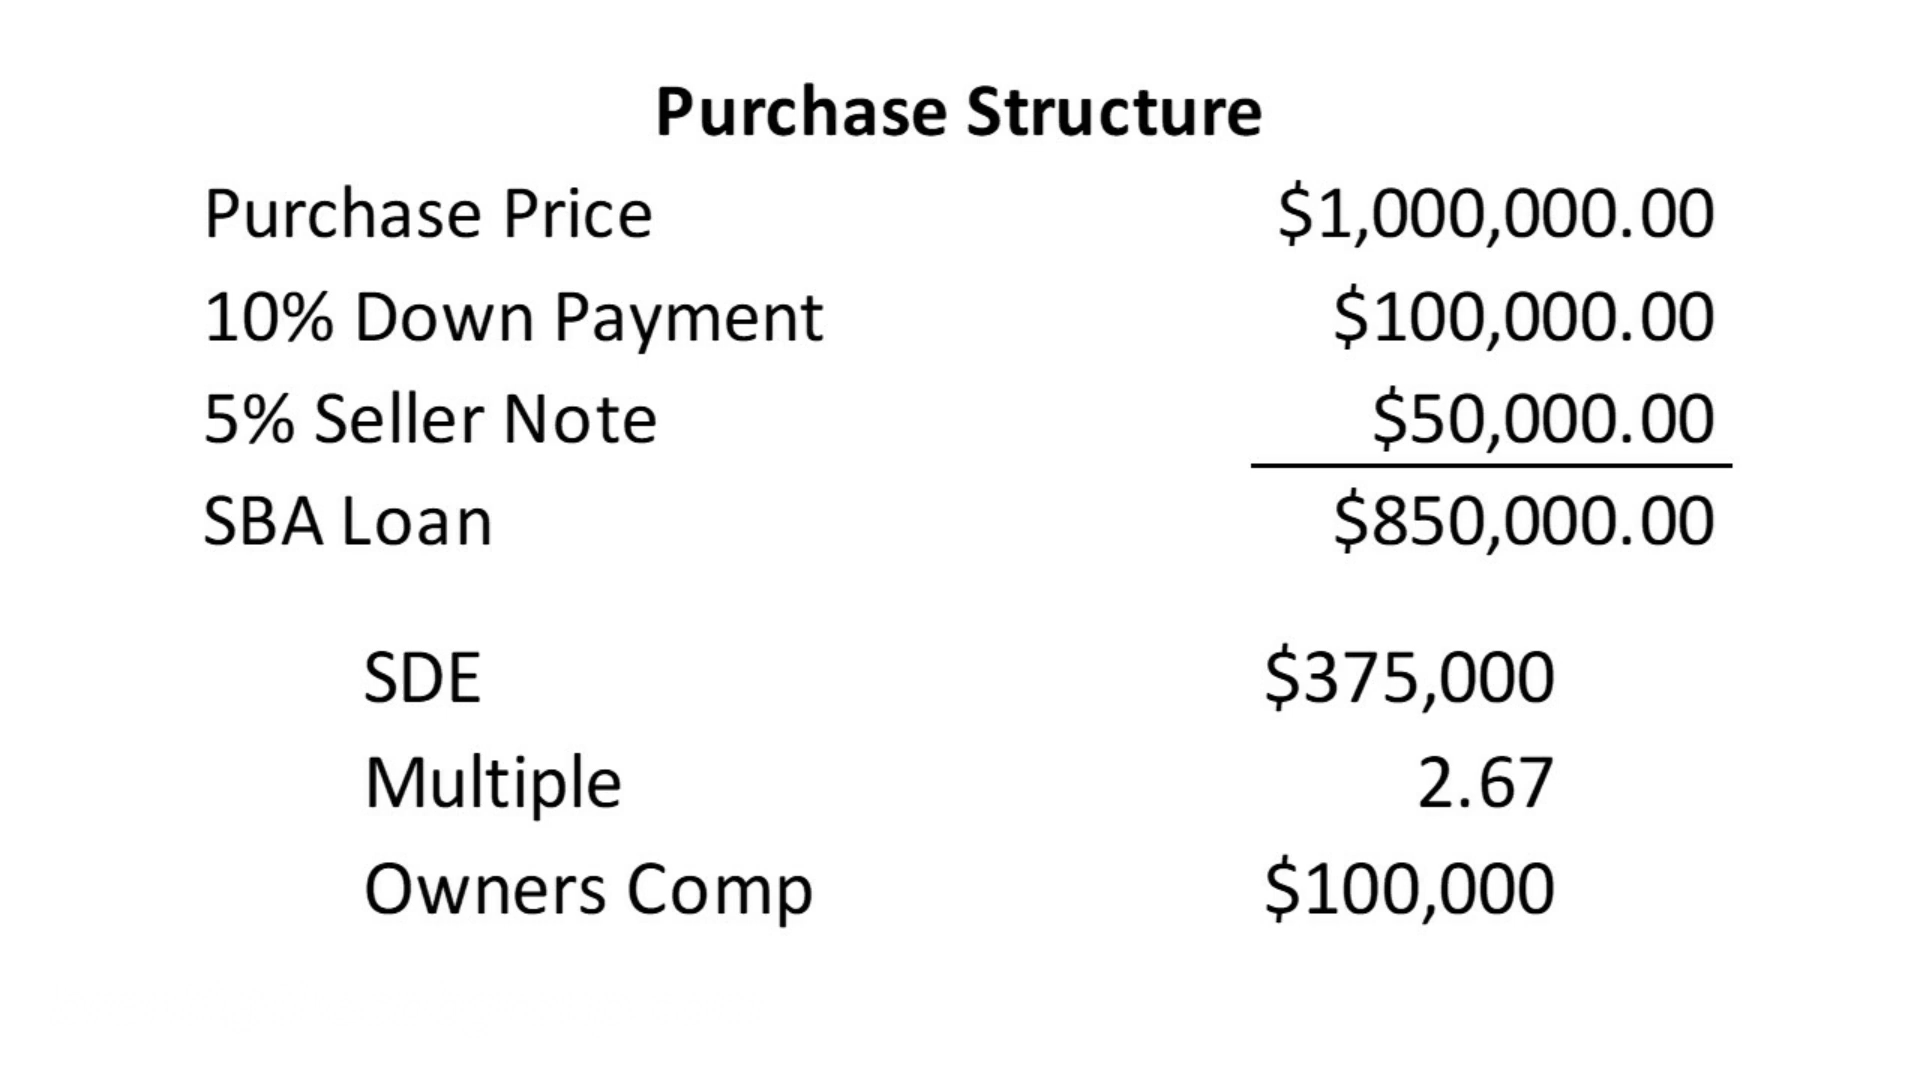 Purchase Structure
Purchase Price $1,000,000.00
10% Down Payment $100,000.00
5% Seller Note $50,000.00
SBA Loan $850,000.00
SDE $375,000
Multiple 2.67
Owners Comp $100,000